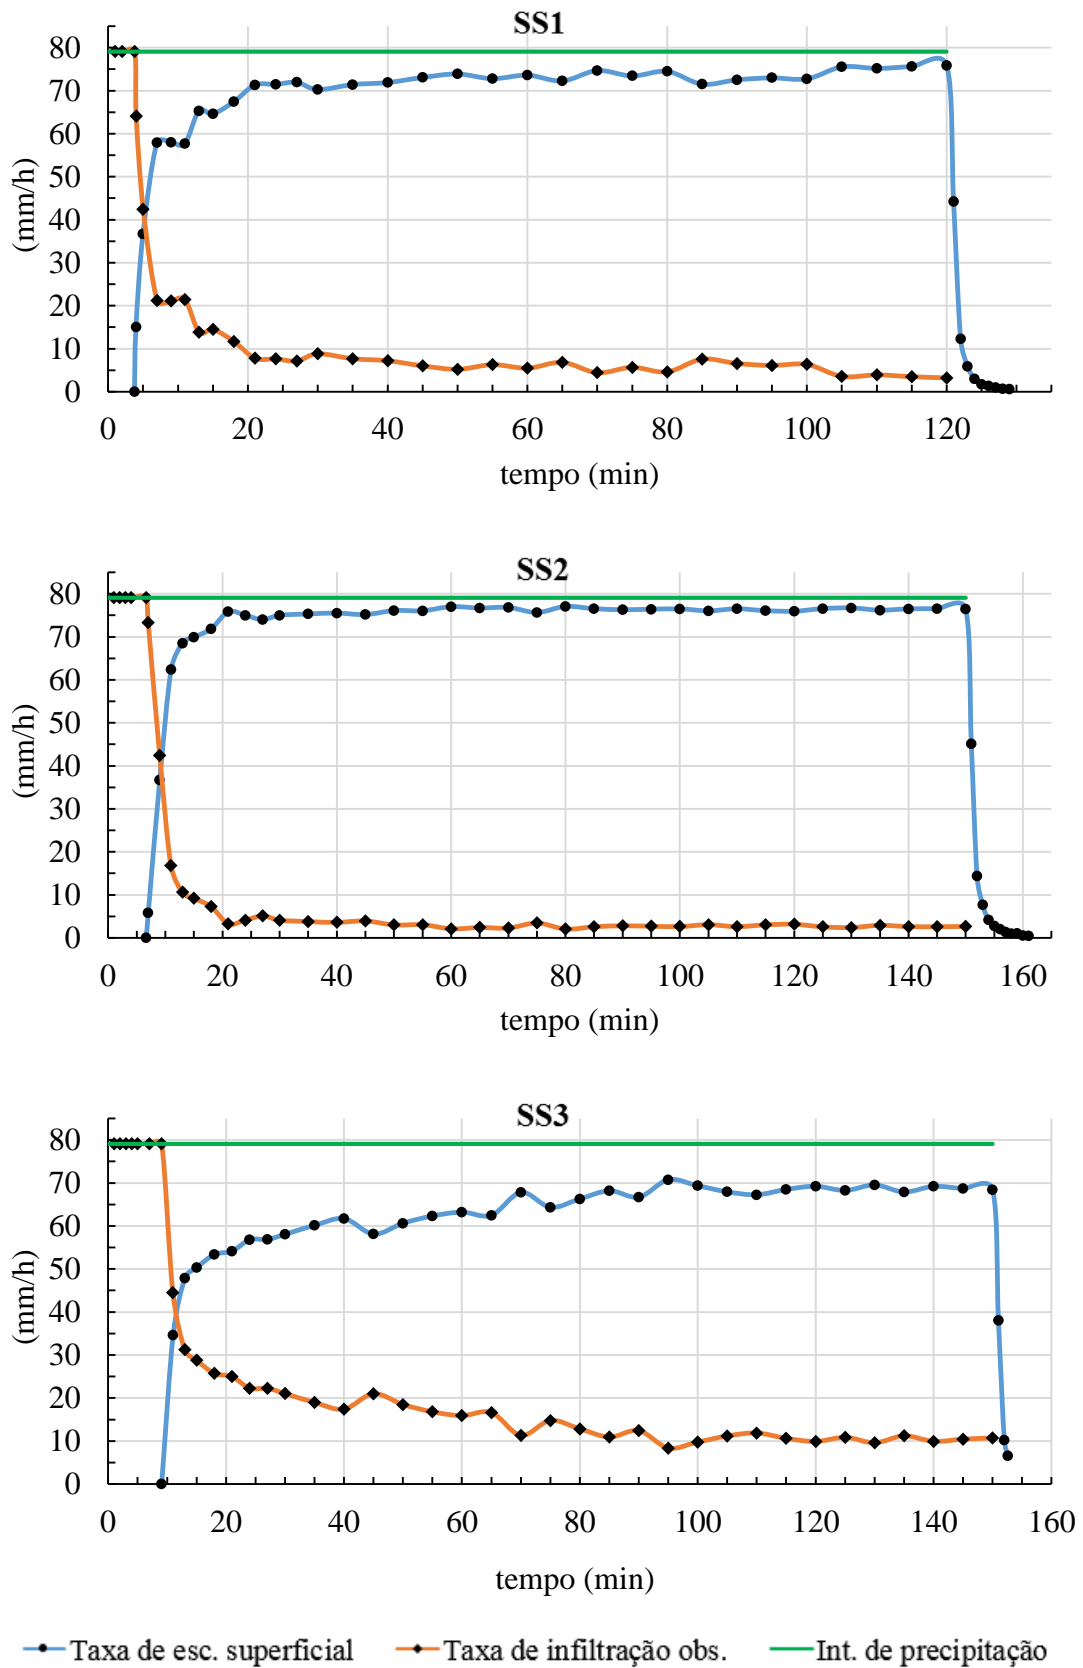 SS1
80
70
60
50
40
30
20
10
0
(mm/h)
0 20 40 60 80 100 120
tempo (min)
SS2
80
70
60
50
40
30
20
10
0
(mm/h)
0 20 40 60 80 100 120 140 160
tempo (min)
SS3
80
70
60
50
40
30
20
10
0
(mm/h)
0 20 40 60 80 100 120 140 160
tempo (min)
Taxa de esc. superficial Taxa de infiltração obs. Int. de precipitação